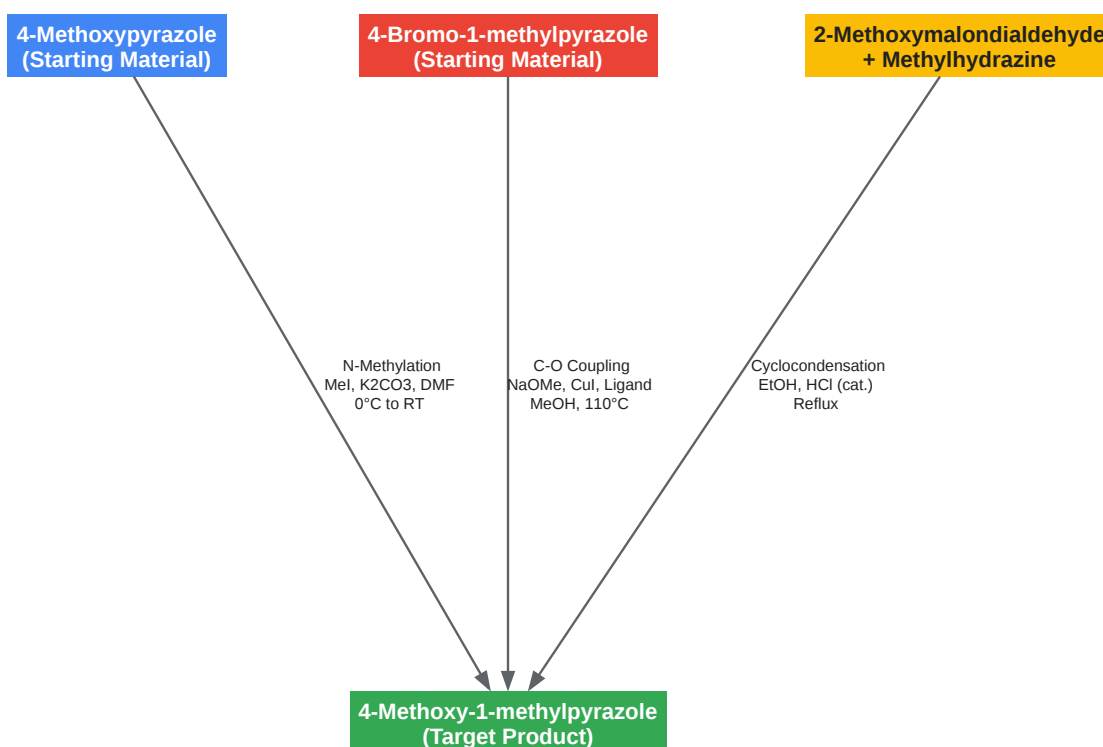 4-Methoxypyrazole
(Starting Material)
4-Bromo-1-methylpyrazole
(Starting Material)
2-Methoxymalondialdehyde
+ Methylhydrazine
N-Methylation
MeI, K2CO3, DMF
0°C to RT
C-O Coupling
NaOMe, CuI, Ligand
MeOH, 110°C
Cyclocondensation
EtOH, HCl (cat.)
Reflux
4-Methoxy-1-methylpyrazole
(Target Product)